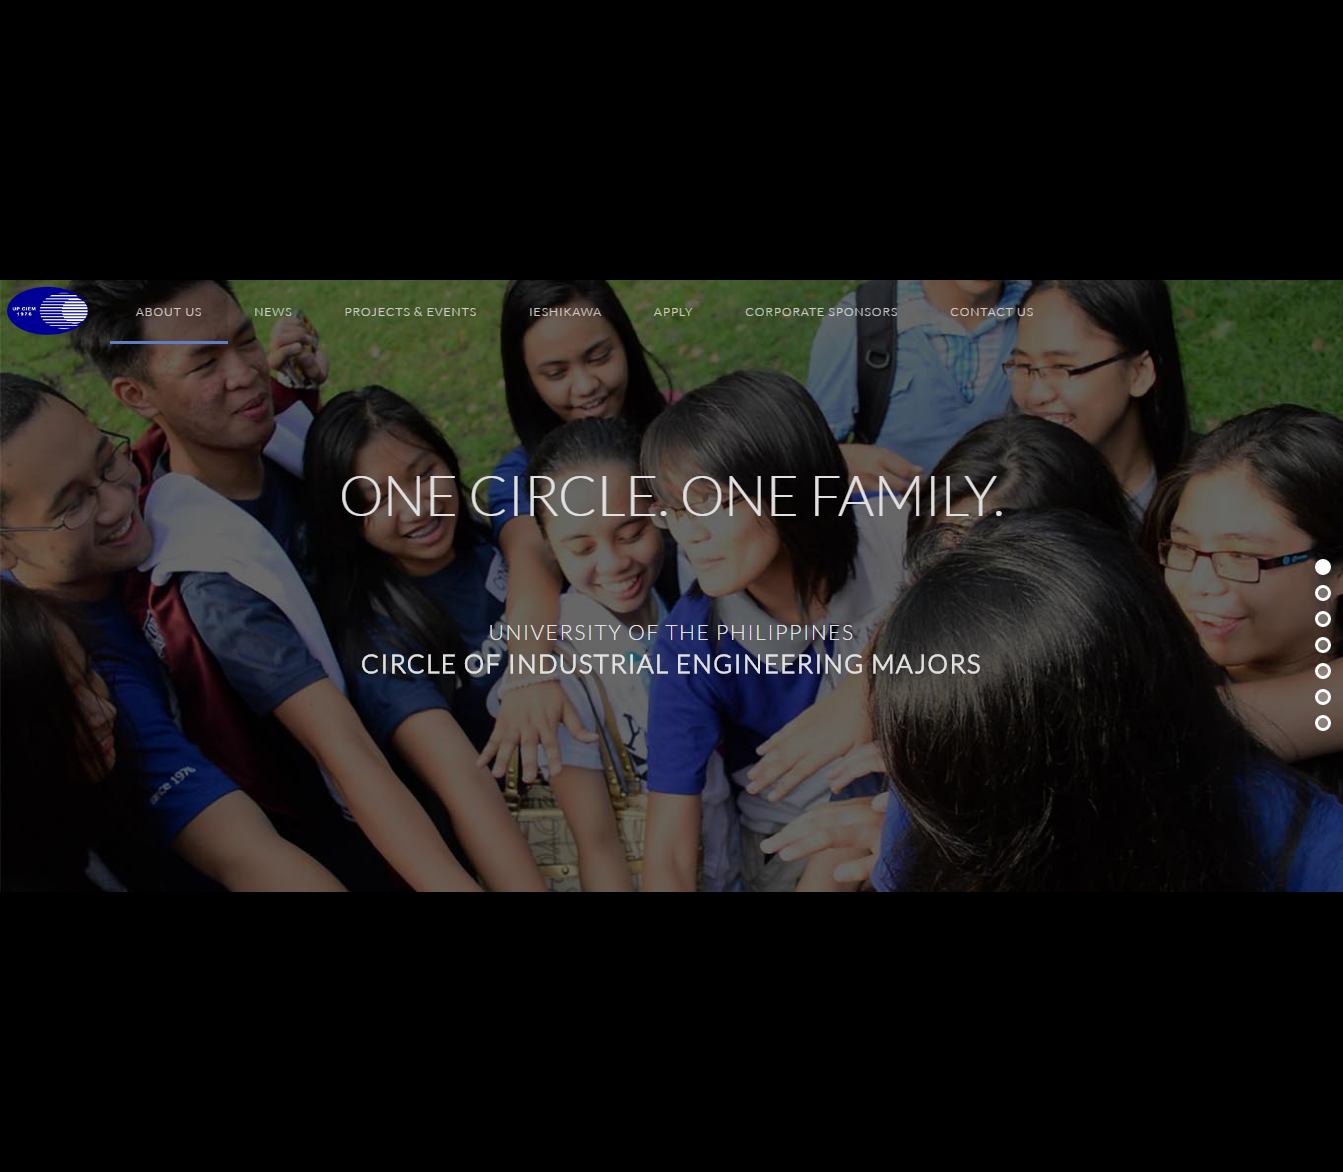 UP CIEM
1976
ABOUT US
NEWS
PROJECTS & EVENTS
IESHIKAWA
APPLY
CORPORATE SPONSORS
CONTACT US
ONE CIRCLE. ONE FAMILY.
UNIVERSITY OF THE PHILIPPINES
CIRCLE OF INDUSTRIAL ENGINEERING MAJORS
since 1976